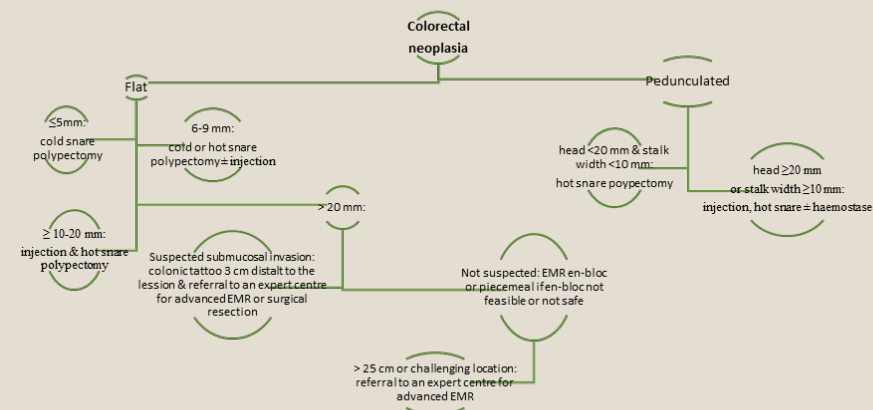 Colorectal
neoplasia
Flat
Pedunculated
≤5mm:
cold snare
polypectomy
6-9 mm:
cold or hot snare
polypectomy± injection
head <20 mm & stalk
width <10 mm:
hot snare poypectomy
head ≥20 mm
or stalk width ≥10 mm:
injection, hot snare ± haemostase
> 20 mm:
≥ 10-20 mm:
injection & hot snare
polypectomy
Suspected submucosal invasion:
colonic tattoo 3 cm distalt to the
lession & referral to an expert centre
for advanced EMR or surgical
resection
Not suspected: EMR en-bloc
or piecemeal if en-bloc not
feasible or not safe
> 25 cm or challenging location:
referral to an expert centre for
advanced EMR